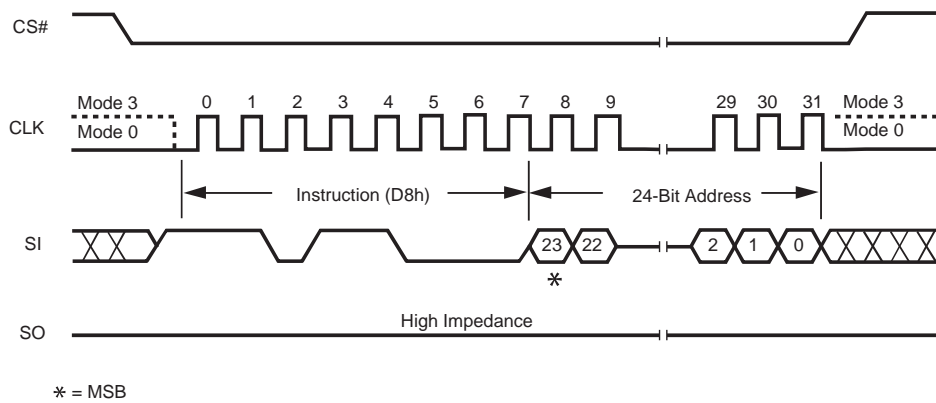 CS#
Mode 3
0 1 2 3 4 5 6 7 8 9 29 30 31
Mode 3
CLK
Mode 0
Mode 0
Instruction (D8h)
24-Bit Address
SI
23 22 2 1 0
*
SO
High Impedance
* = MSB